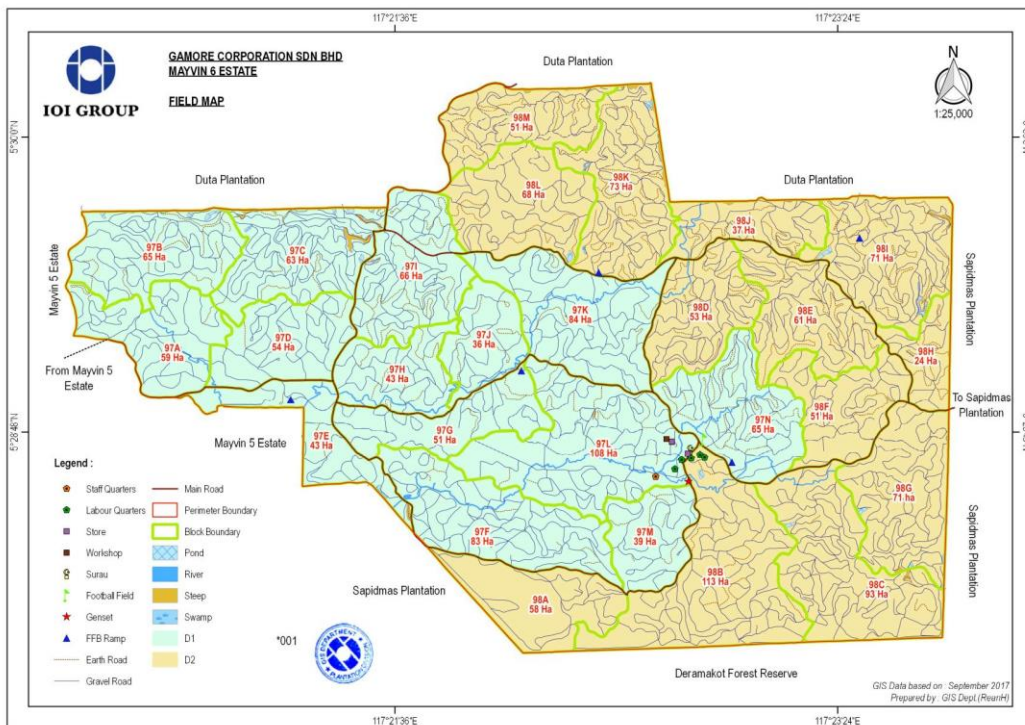 117°21'36"E
117°23'24"E
IOI GROUP
GAMORE CORPORATION SDN BHD
MAYVIN 6 ESTATE
FIELD MAP
Duta Plantation
N
1:25,000
5°30'0"N
98M
51 Ha
98K
73 Ha
98L
68 Ha
Duta Plantation
Duta Plantation
98J
37 Ha
98I
71 Ha
97B
65 Ha
97C
63 Ha
97I
66 Ha
Mayvin 5 Estate
Sapidmas Plantation
97K
84 Ha
98D
53 Ha
98E
61 Ha
97J
36 Ha
97D
54 Ha
97A
59 Ha
98H
24 Ha
97H
43 Ha
From Mayvin 5
Estate
To Sapidmas
Plantation
98F
51 Ha
97N
65 Ha
5°28'48"N
Mayvin 5 Estate
97E
43 Ha
97G
51 Ha
97L
108 Ha
98G
71 ha
97F
83 Ha
97M
39 Ha
98B
113 Ha
98C
93 Ha
98A
58 Ha
Sapidmas Plantation
Sapidmas Plantation
Legend :
Staff Quarters
Labour Quarters
Store
Workshop
Surau
Football Field
Genset
FFB Ramp
Earth Road
Gravel Road
Main Road
Perimeter Boundary
Block Boundary
Pond
River
Steep
Swamp
D1
D2
*001
GIS DEPARTMENT
Deramakot Forest Reserve
GIS Data based on : September 2017
Prepared by : GIS Dept.(ReanH)
117°21'36"E
117°23'24"E